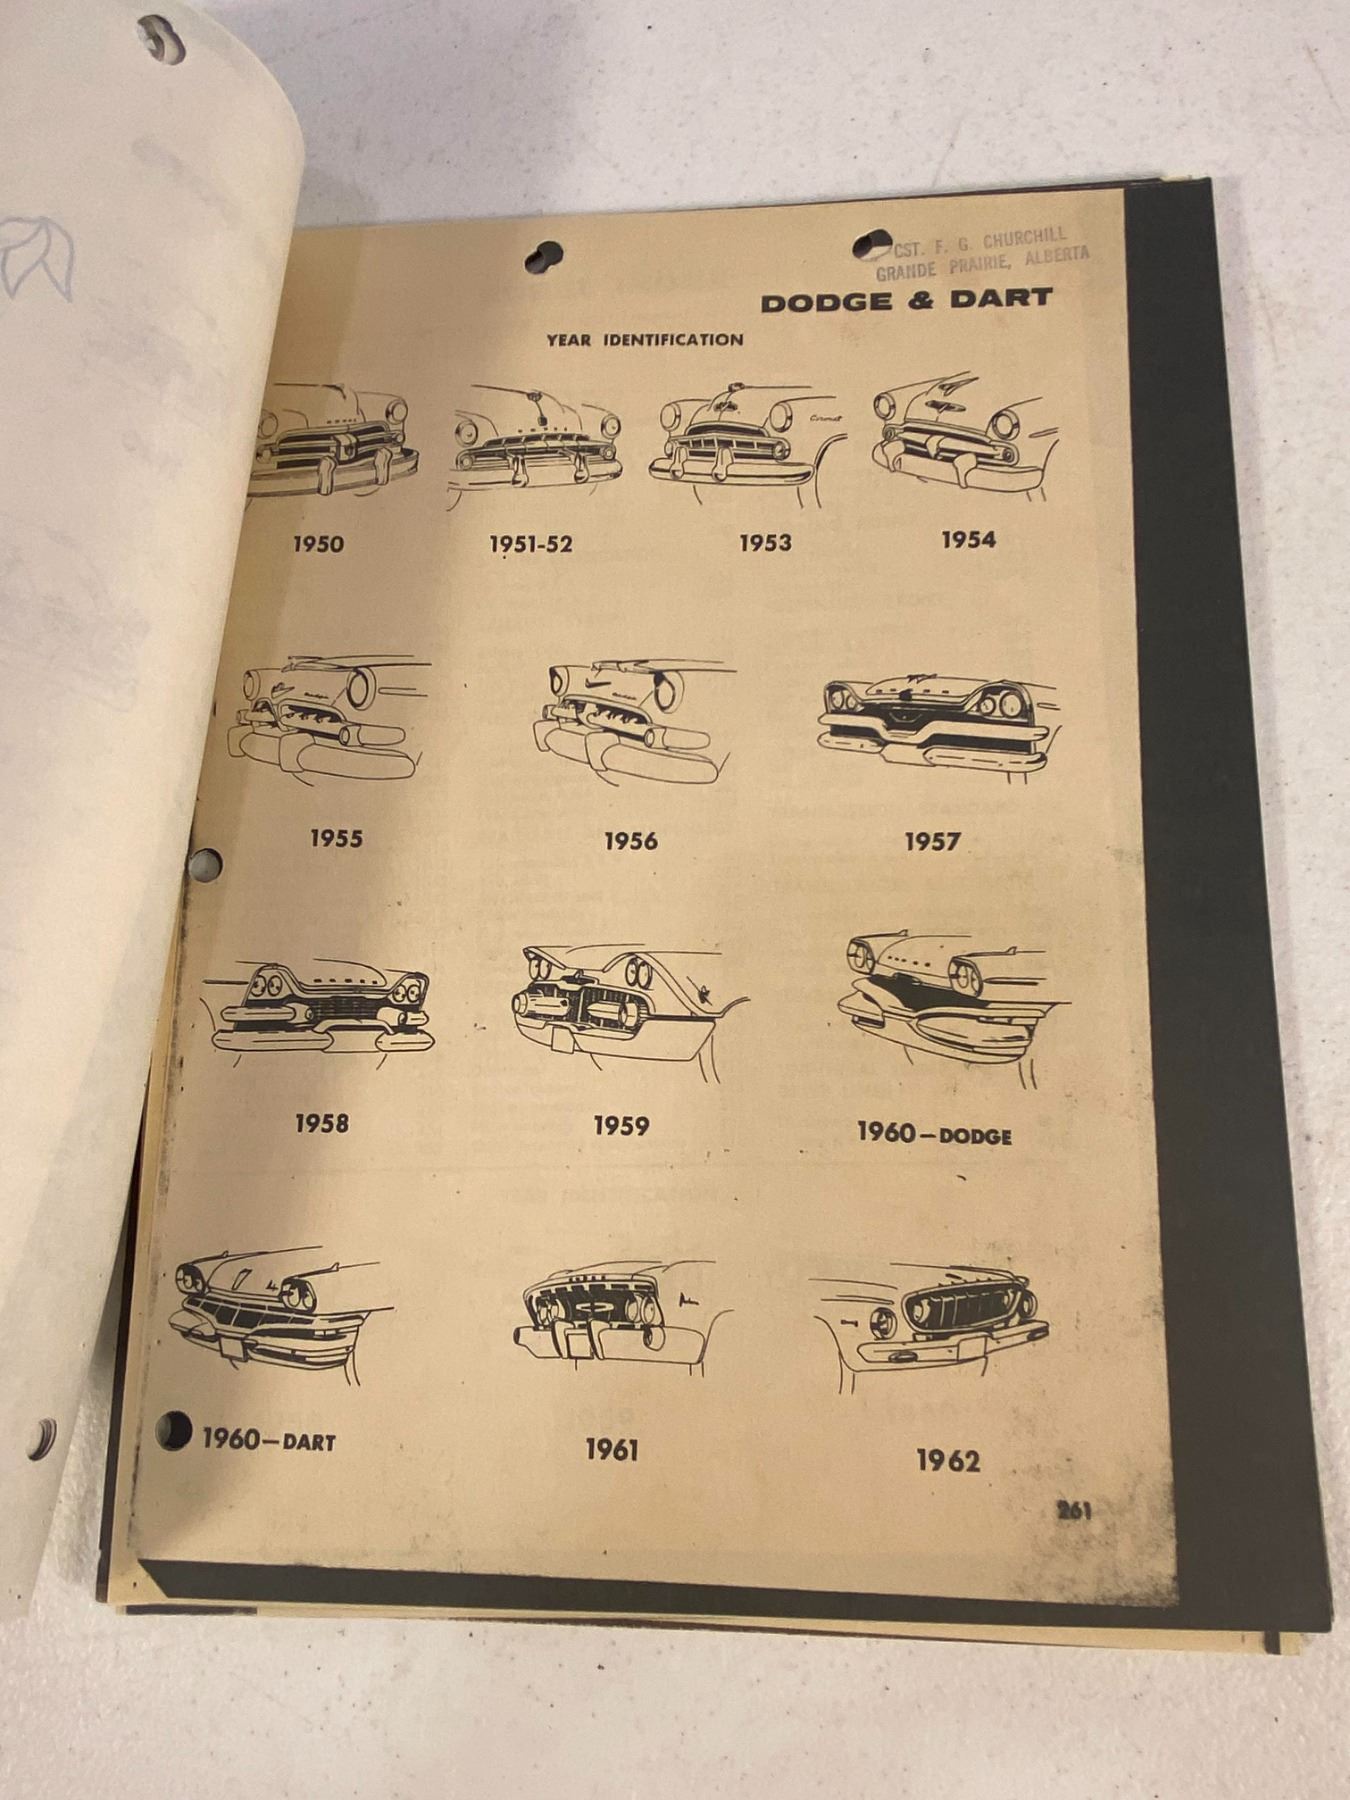 CST. F. G. CHURCHILL
GRANDE PRAIRIE, ALBERTA
DODGE & DART
YEAR IDENTIFICATION
Coronet
1950
1951-52
1953
1954
1955
1956
1957
1958
1959
1960-DODGE
1960-DART
1961
1962
261